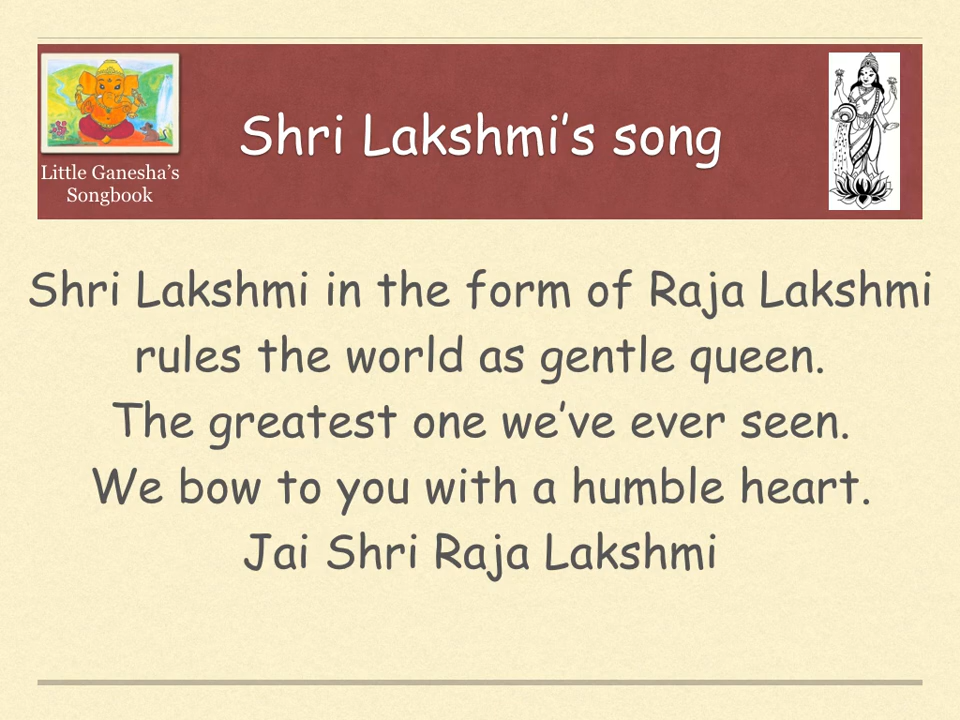 Little Ganesha’s
Songbook
Shri Lakshmi’s song
Shri Lakshmi in the form of Raja Lakshmi
rules the world as gentle queen.
The greatest one we’ve ever seen.
We bow to you with a humble heart.
Jai Shri Raja Lakshmi